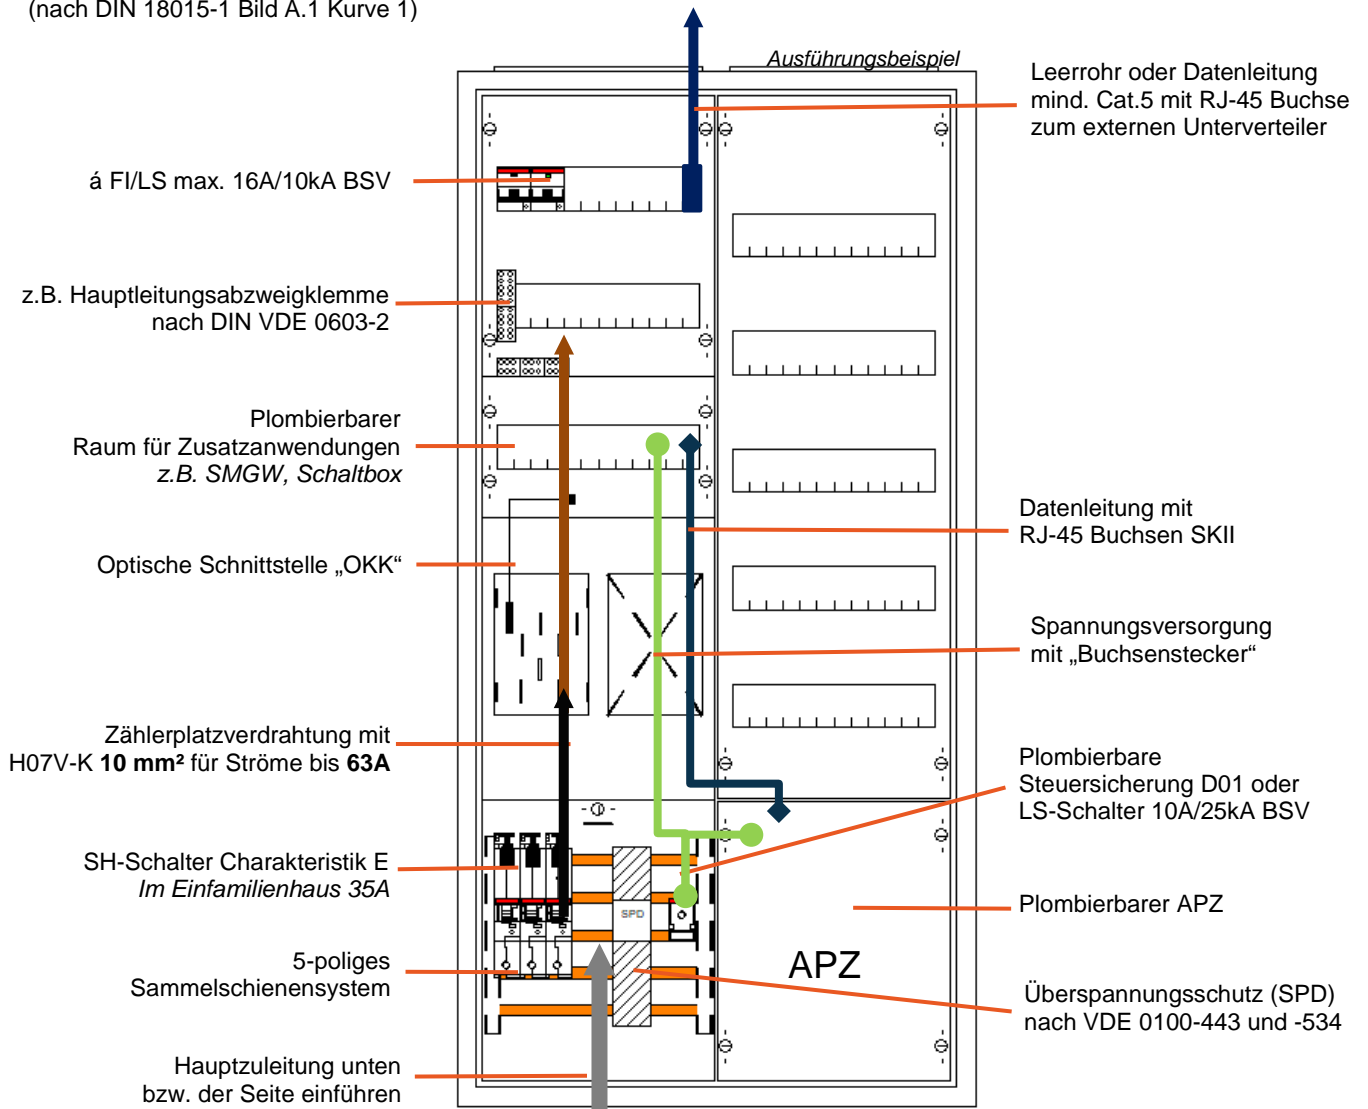 (nach DIN 18015-1 Bild A.1 Kurve 1)
Ausführungsbeispiel
Leerrohr oder Datenleitung
mind. Cat.5 mit RJ-45 Buchse
zum externen Unterverteiler
á FI/LS max. 16A/10kA BSV
z.B. Hauptleitungsabzweigklemme
nach DIN VDE 0603-2
Plombierbarer
Raum für Zusatzanwendungen
z.B. SMGW, Schaltbox
Datenleitung mit
RJ-45 Buchsen SKII
Optische Schnittstelle „OKK“
Spannungsversorgung
mit „Buchsenstecker“
Zählerplatzverdrahtung mit
H07V-K 10 mm² für Ströme bis 63A
Plombierbare
Steuersicherung D01 oder
LS-Schalter 10A/25kA BSV
SH-Schalter Charakteristik E
Im Einfamilienhaus 35A
Plombierbarer APZ
SPD
5-poliges
Sammelschienensystem
APZ
Überspannungsschutz (SPD)
nach VDE 0100-443 und -534
Hauptzuleitung unten
bzw. der Seite einführen